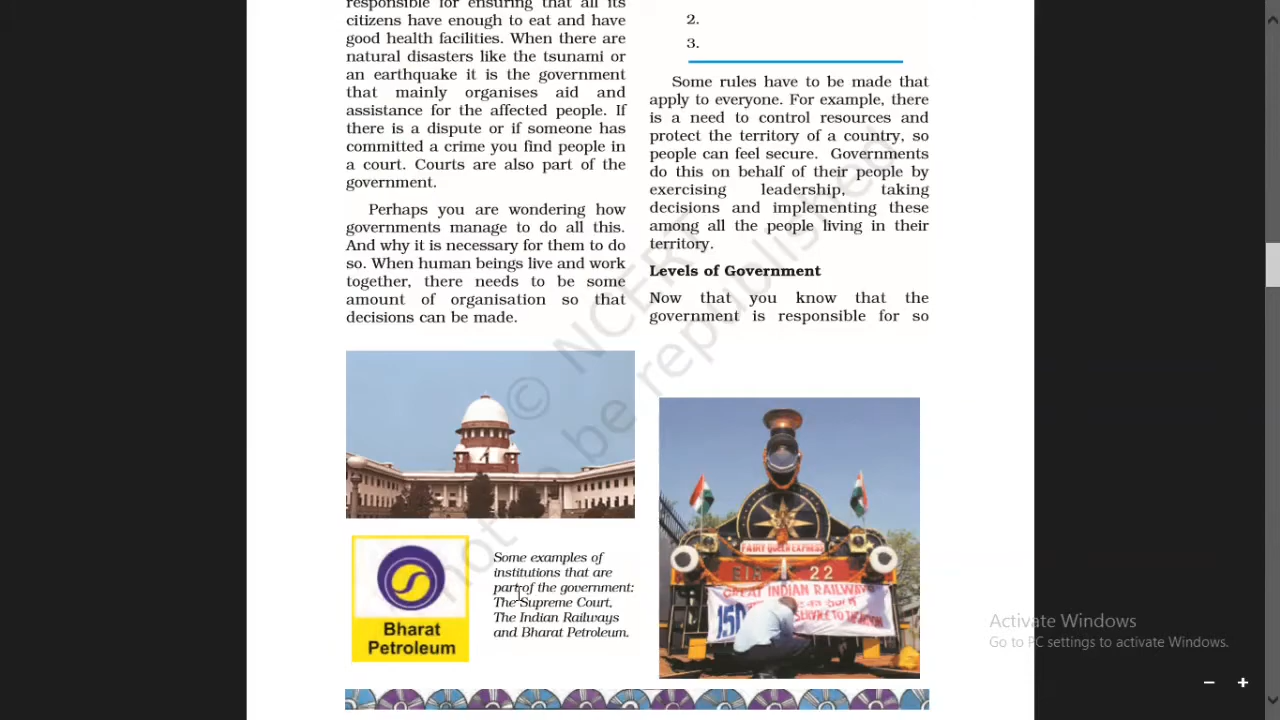 responsible for ensuring that all its
citizens have enough to eat and have
good health facilities. When there are
natural disasters like the tsunami or
an earthquake it is the government
that mainly organises aid and
assistance for the affected people. If
there is a dispute or if someone has
committed a crime you find people in
a court. Courts are also part of the
government.
Perhaps you are wondering how
governments manage to do all this.
And why it is necessary for them to do
so. When human beings live and work
together, there needs to be some
amount of organisation so that
decisions can be made.
2.
3.
Some rules have to be made that
apply to everyone. For example, there
is a need to control resources and
protect the territory of a country, so
people can feel secure. Governments
do this on behalf of their people by
exercising leadership, taking
decisions and implementing these
among all the people living in their
territory.
Levels of Government
Now that you know that the
government is responsible for so
© NCERT
not to be republished
Bharat
Petroleum
Some examples of
institutions that are
part of the government:
The Supreme Court,
The Indian Railways
and Bharat Petroleum.
FAIRY QUEEN EXPRESS
EIR 22
GREAT INDIAN RAILWAYS
150
SERVICE TO
Activate Windows
Go to PC settings to activate Windows.